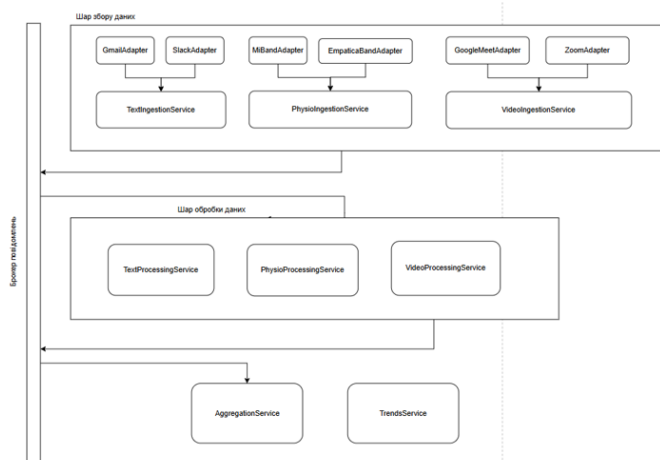 Шар збору даних
GmailAdapter
SlackAdapter
MiBandAdapter
EmpaticaBandAdapter
GoogleMeetAdapter
ZoomAdapter
TextIngestionService
PhysioIngestionService
VideoIngestionService
Брокер повідомлень
Шар обробки даних
TextProcessingService
PhysioProcessingService
VideoProcessingService
AggregationService
TrendsService